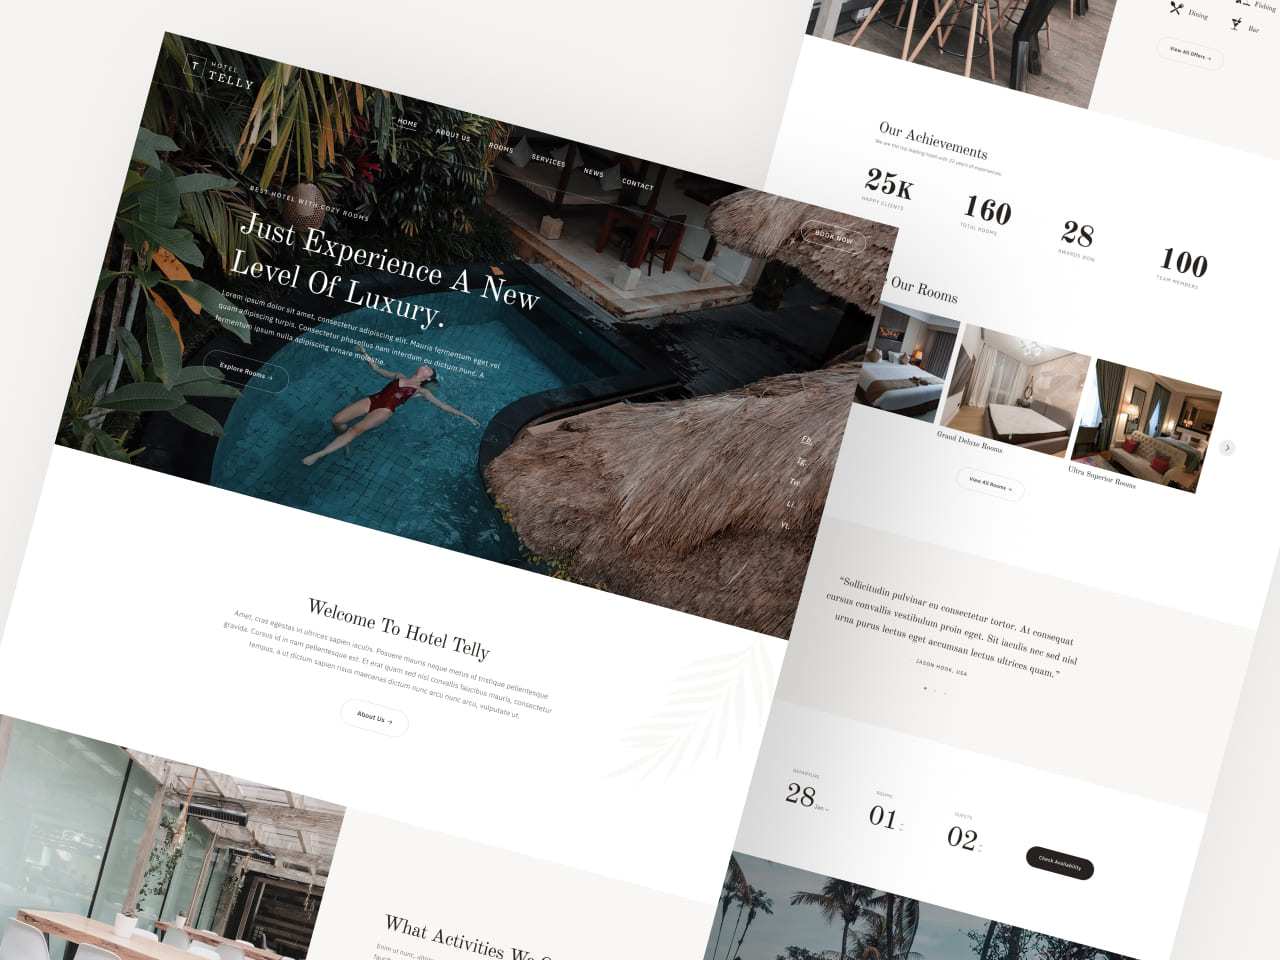 T
HOTEL
TELLY
HOME
ABOUT US
ROOMS
SERVICES
NEWS
CONTACT
BOOK NOW
BEST HOTEL WITH COZY ROOMS
Just Experience A New
Level Of Luxury.
Lorem ipsum dolor sit amet, consectetur adipiscing elit. Mauris fermentum eget vel
quam adipiscing turpis. Consectetur phasellus nam interdum eu dictum nunc. A
fermentum ipsum nulla adipiscing ornare molestie.
Explore Rooms →
Fb.
Ig.
Tw.
Li.
Yt.
Welcome To Hotel Telly
Amet, cras egestas in ultrices sapien iaculis. Posuere mauris neque metus id tristique pellentesque
gravida. Cursus id in nam pellentesque est. Et erat quam sed nisl convallis faucibus mauris, consectetur
tempus, a ut dictum sapien risus maecenas dictum nunc arcu nunc arcu, vulputate ut.
About Us →
What Activities We
Enim ut nunc,
Fishing
Dining
Bar
View All Offers →
Our Achievements
We are the top leading hotel with 22 years of experiences.
25K
HAPPY CLIENTS
160
TOTAL ROOMS
28
AWARDS WON
100
TEAM MEMBERS
Our Rooms
Grand Deluxe Rooms
Ultra Superior Rooms
View All Rooms →
“Sollicitudin pulvinar eu consectetur tortor. At consequat
cursus convallis vestibulum proin eget. Sit iaculis nec sed nisl
urna purus lectus eget accumsan lectus ultrices quam.”
JASON HOOK, USA
DEPARTURE
28 Jan
ROOMS
01
GUESTS
02
Check Availability